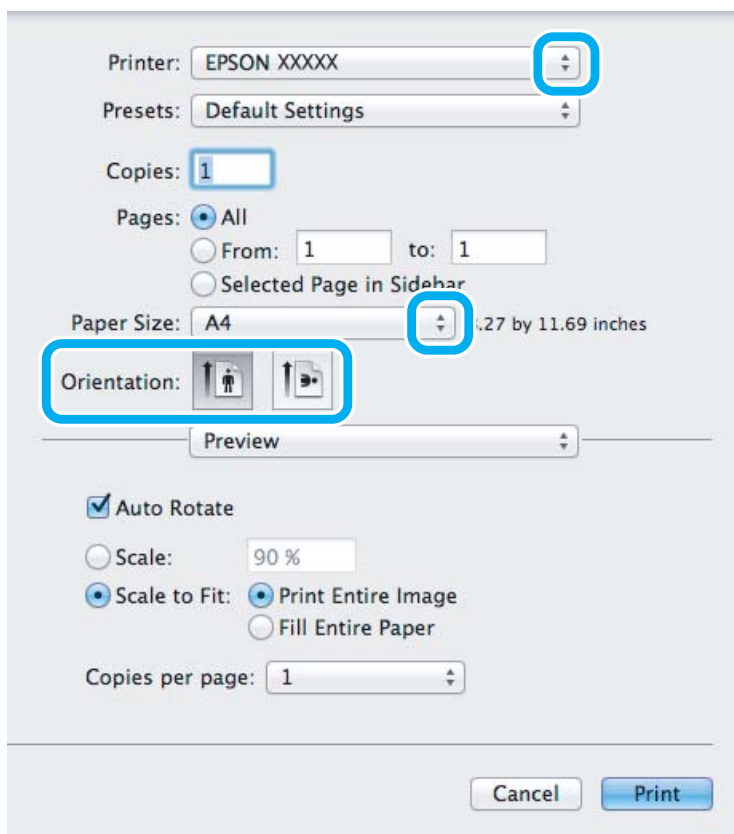 Printer: EPSON XXXXX
Presets: Default Settings
Copies: 1
Pages: All
From: 1 to: 1
Selected Page in Sidebar
Paper Size: A4 .27 by 11.69 inches
Orientation:
Preview
Auto Rotate
Scale: 90 %
Scale to Fit: Print Entire Image
Fill Entire Paper
Copies per page: 1
Cancel Print